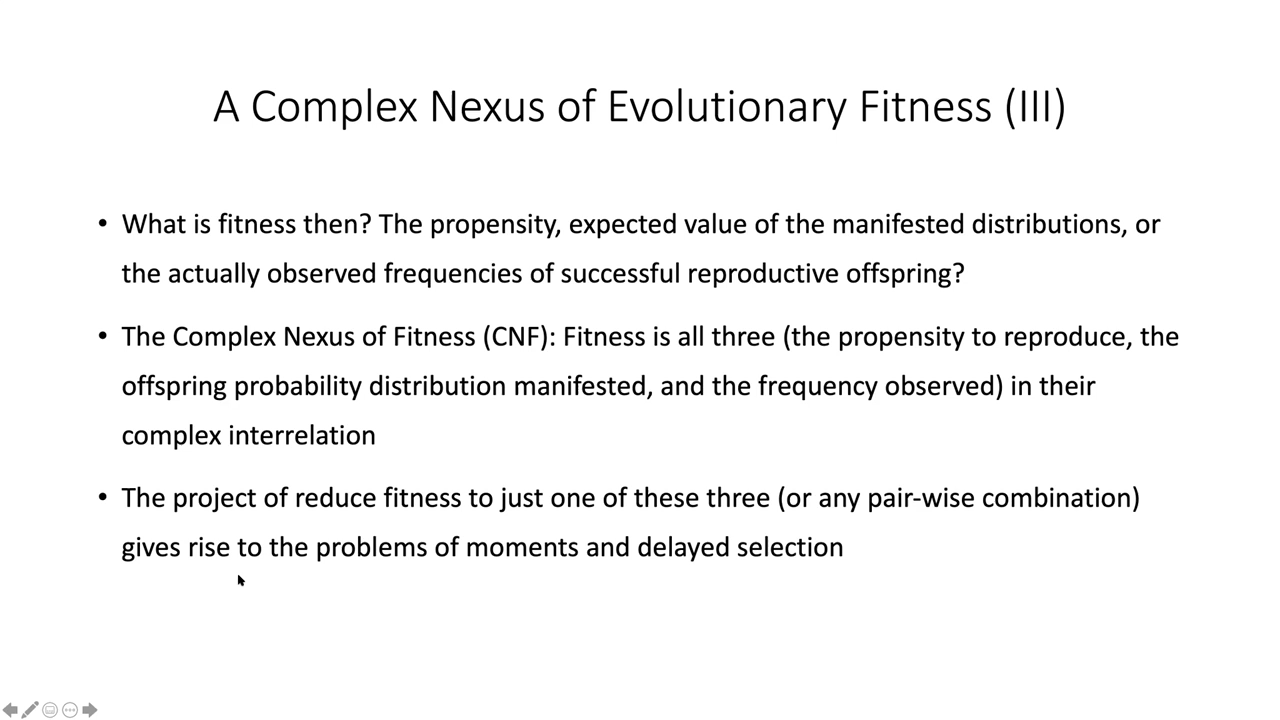 A Complex Nexus of Evolutionary Fitness (III)
• What is fitness then? The propensity, expected value of the manifested distributions, or
the actually observed frequencies of successful reproductive offspring?
• The Complex Nexus of Fitness (CNF): Fitness is all three (the propensity to reproduce, the
offspring probability distribution manifested, and the frequency observed) in their
complex interrelation
• The project of reduce fitness to just one of these three (or any pair-wise combination)
gives rise to the problems of moments and delayed selection